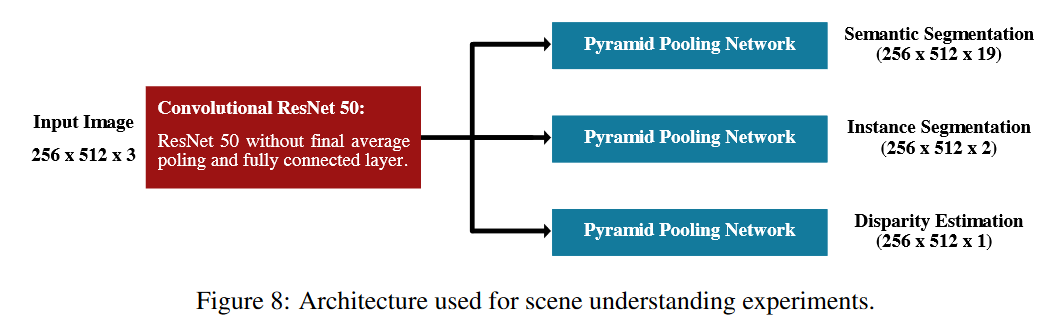 Input Image
256 x 512 x 3
Convolutional ResNet 50:
ResNet 50 without final average
poling and fully connected layer.
Pyramid Pooling Network
Semantic Segmentation
(256 x 512 x 19)
Pyramid Pooling Network
Instance Segmentation
(256 x 512 x 2)
Pyramid Pooling Network
Disparity Estimation
(256 x 512 x 1)
Figure 8: Architecture used for scene understanding experiments.